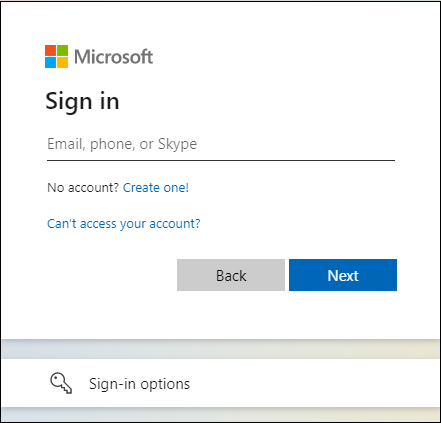 Microsoft
Sign in
Email, phone, or Skype
No account? Create one!
Can't access your account?
Back Next
Sign-in options